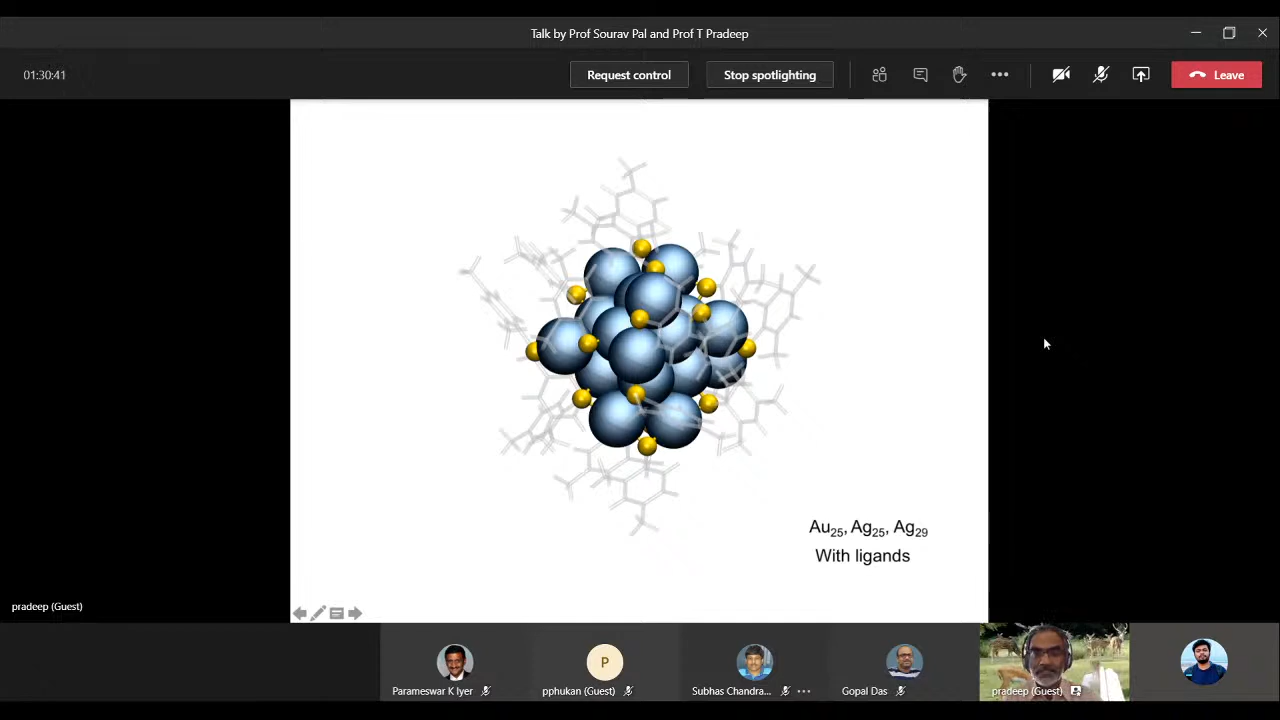 Talk by Prof Sourav Pal and Prof T Pradeep
01:30:41
Request control
Stop spotlighting
Leave
Au25, Ag25, Ag29
With ligands
pradeep (Guest)
Parameswar K Iyer
P
pphukan (Guest)
Subhas Chandra...
Gopal Das
pradeep (Guest)